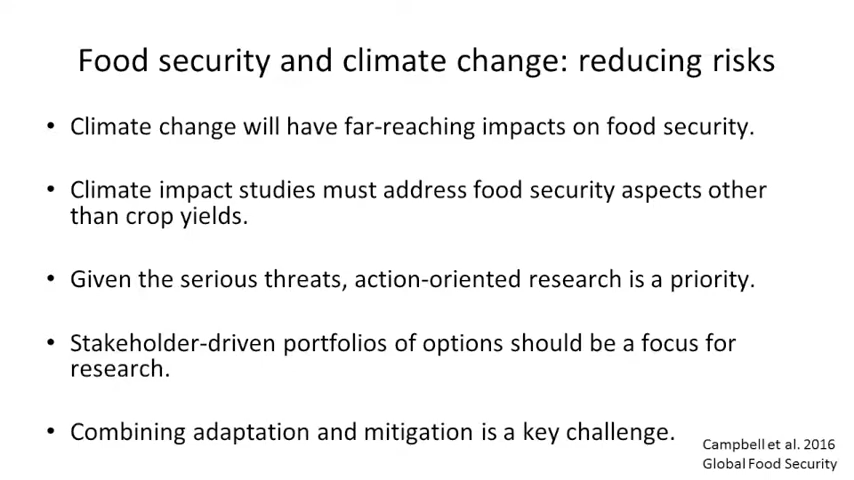 Food security and climate change: reducing risks
• Climate change will have far-reaching impacts on food security.
• Climate impact studies must address food security aspects other
than crop yields.
• Given the serious threats, action-oriented research is a priority.
• Stakeholder-driven portfolios of options should be a focus for
research.
• Combining adaptation and mitigation is a key challenge.
Campbell et al. 2016
Global Food Security